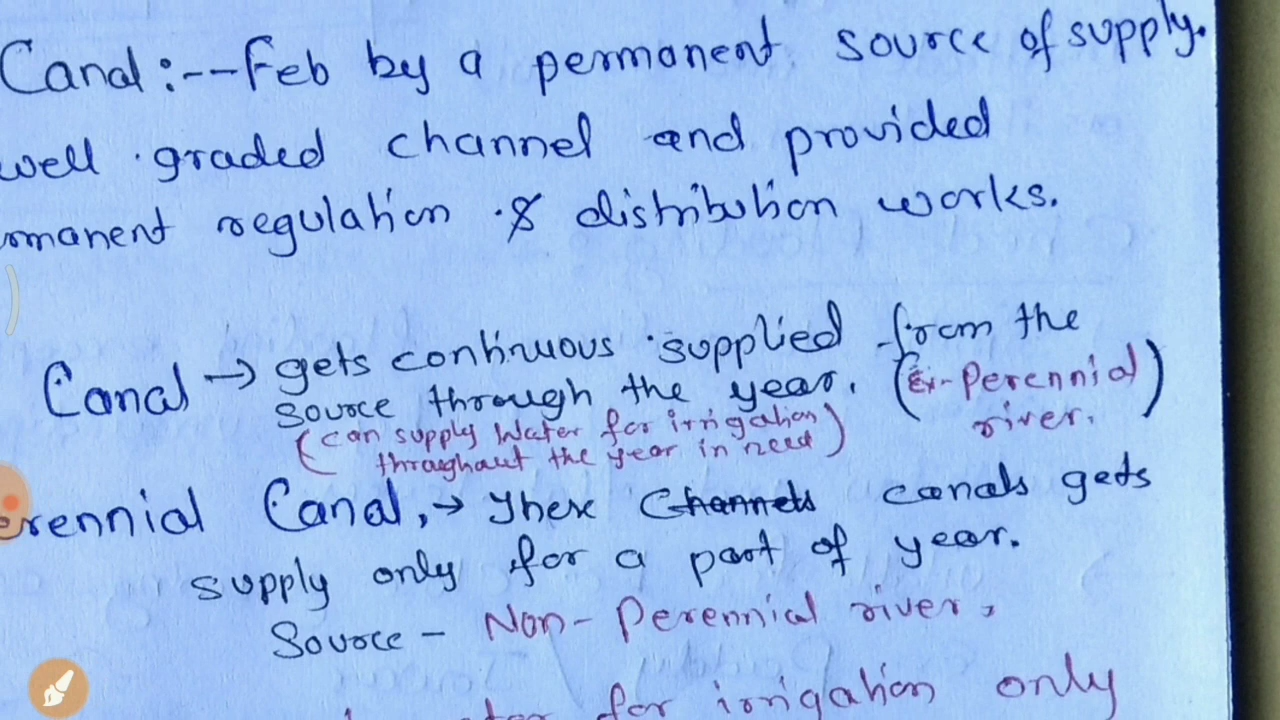 Canal :-- Feb by a permanent source of supply.
well graded channel and provided
rmanent regulation & distribution works.
Canal → gets continuous supplied from the
source through the year. (Ex- Perennial
river.)
(can supply Water for irrigation
throughout the year in need)
erennial Canal, → These Channels canals gets
supply only for a part of year.
Source - Non-Perennial river,
for irrigation only